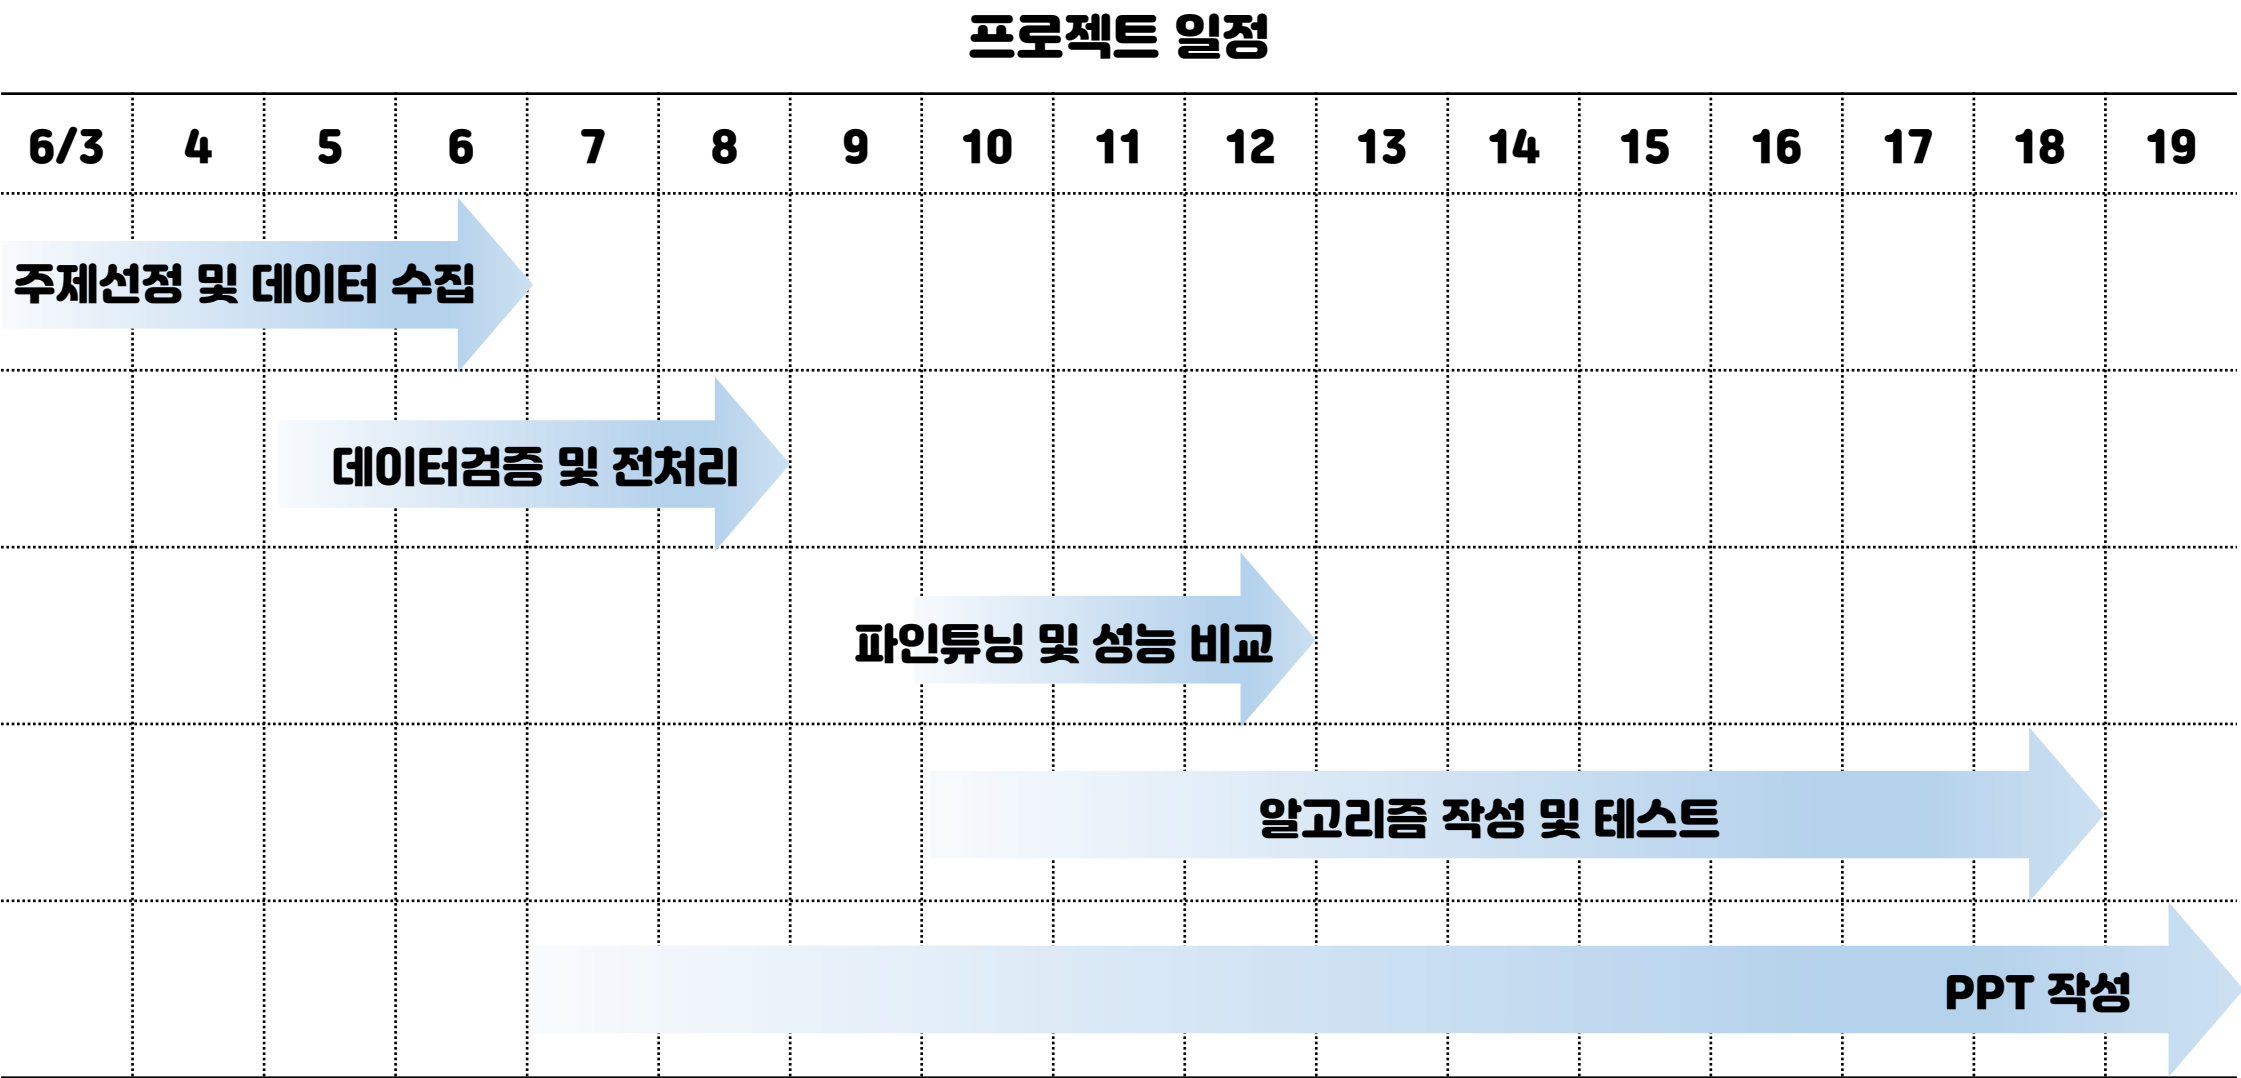 프로젝트 일정
6/3 4 5 6 7 8 9 10 11 12 13 14 15 16 17 18 19
주제선정 및 데이터 수집
데이터검증 및 전처리
파인튜닝 및 성능 비교
알고리즘 작성 및 테스트
PPT 작성